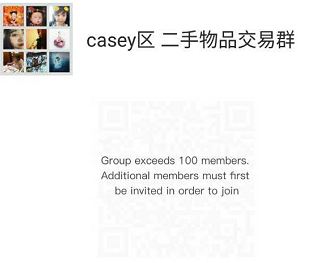 casey区 二手物品交易群
Group exceeds 100 members.
Additional members must first
be invited in order to join